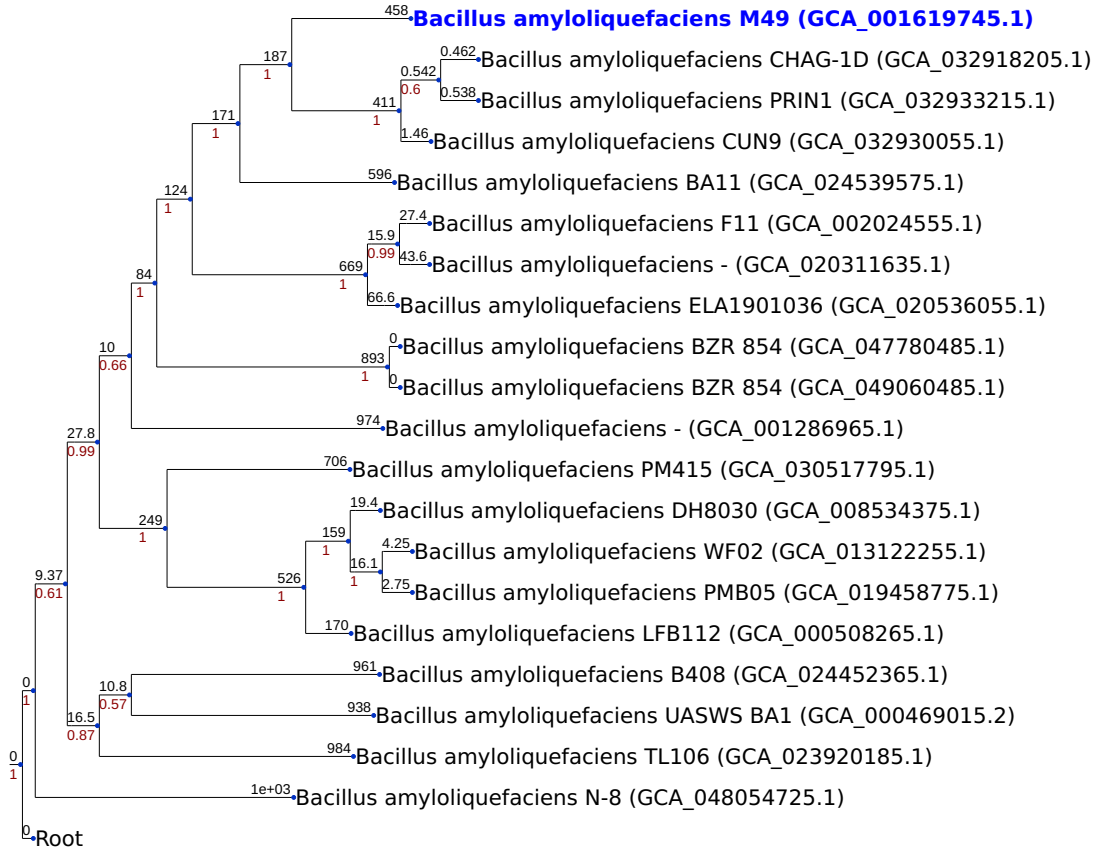 458
Bacillus amyloliquefaciens M49 (GCA_001619745.1)
0.462
Bacillus amyloliquefaciens CHAG-1D (GCA_032918205.1)
187
1
0.542
0.6
0.538
Bacillus amyloliquefaciens PRIN1 (GCA_032933215.1)
411
1
1.46
Bacillus amyloliquefaciens CUN9 (GCA_032930055.1)
171
1
596
Bacillus amyloliquefaciens BA11 (GCA_024539575.1)
124
1
27.4
Bacillus amyloliquefaciens F11 (GCA_002024555.1)
15.9
0.99
43.6
Bacillus amyloliquefaciens - (GCA_020311635.1)
669
1
66.6
Bacillus amyloliquefaciens ELA1901036 (GCA_020536055.1)
84
1
0
Bacillus amyloliquefaciens BZR 854 (GCA_047780485.1)
893
1
0
Bacillus amyloliquefaciens BZR 854 (GCA_049060485.1)
10
0.66
974
Bacillus amyloliquefaciens - (GCA_001286965.1)
27.8
0.99
706
Bacillus amyloliquefaciens PM415 (GCA_030517795.1)
249
1
19.4
Bacillus amyloliquefaciens DH8030 (GCA_008534375.1)
159
1
4.25
Bacillus amyloliquefaciens WF02 (GCA_013122255.1)
16.1
1
2.75
Bacillus amyloliquefaciens PMB05 (GCA_019458775.1)
526
1
170
Bacillus amyloliquefaciens LFB112 (GCA_000508265.1)
9.37
0.61
961
Bacillus amyloliquefaciens B408 (GCA_024452365.1)
10.8
0.57
938
Bacillus amyloliquefaciens UASWS BA1 (GCA_000469015.2)
16.5
0.87
984
Bacillus amyloliquefaciens TL106 (GCA_023920185.1)
0
1
1e+03
Bacillus amyloliquefaciens N-8 (GCA_048054725.1)
0
1
0
Root